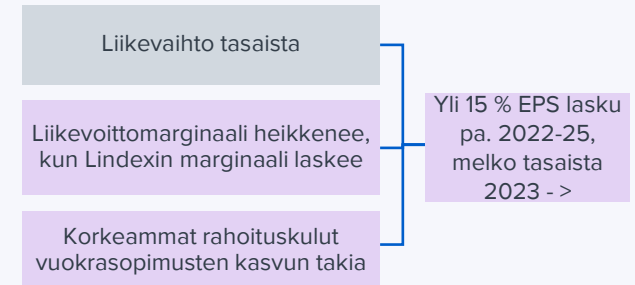 Liikevaihto tasaista
Liikevoittomarginaali heikkenee,
kun Lindexin marginaali laskee
Korkeammat rahoituskulut
vuokrasopimusten kasvun takia
Yli 15 % EPS lasku
pa. 2022-25,
melko tasaista
2023 - >